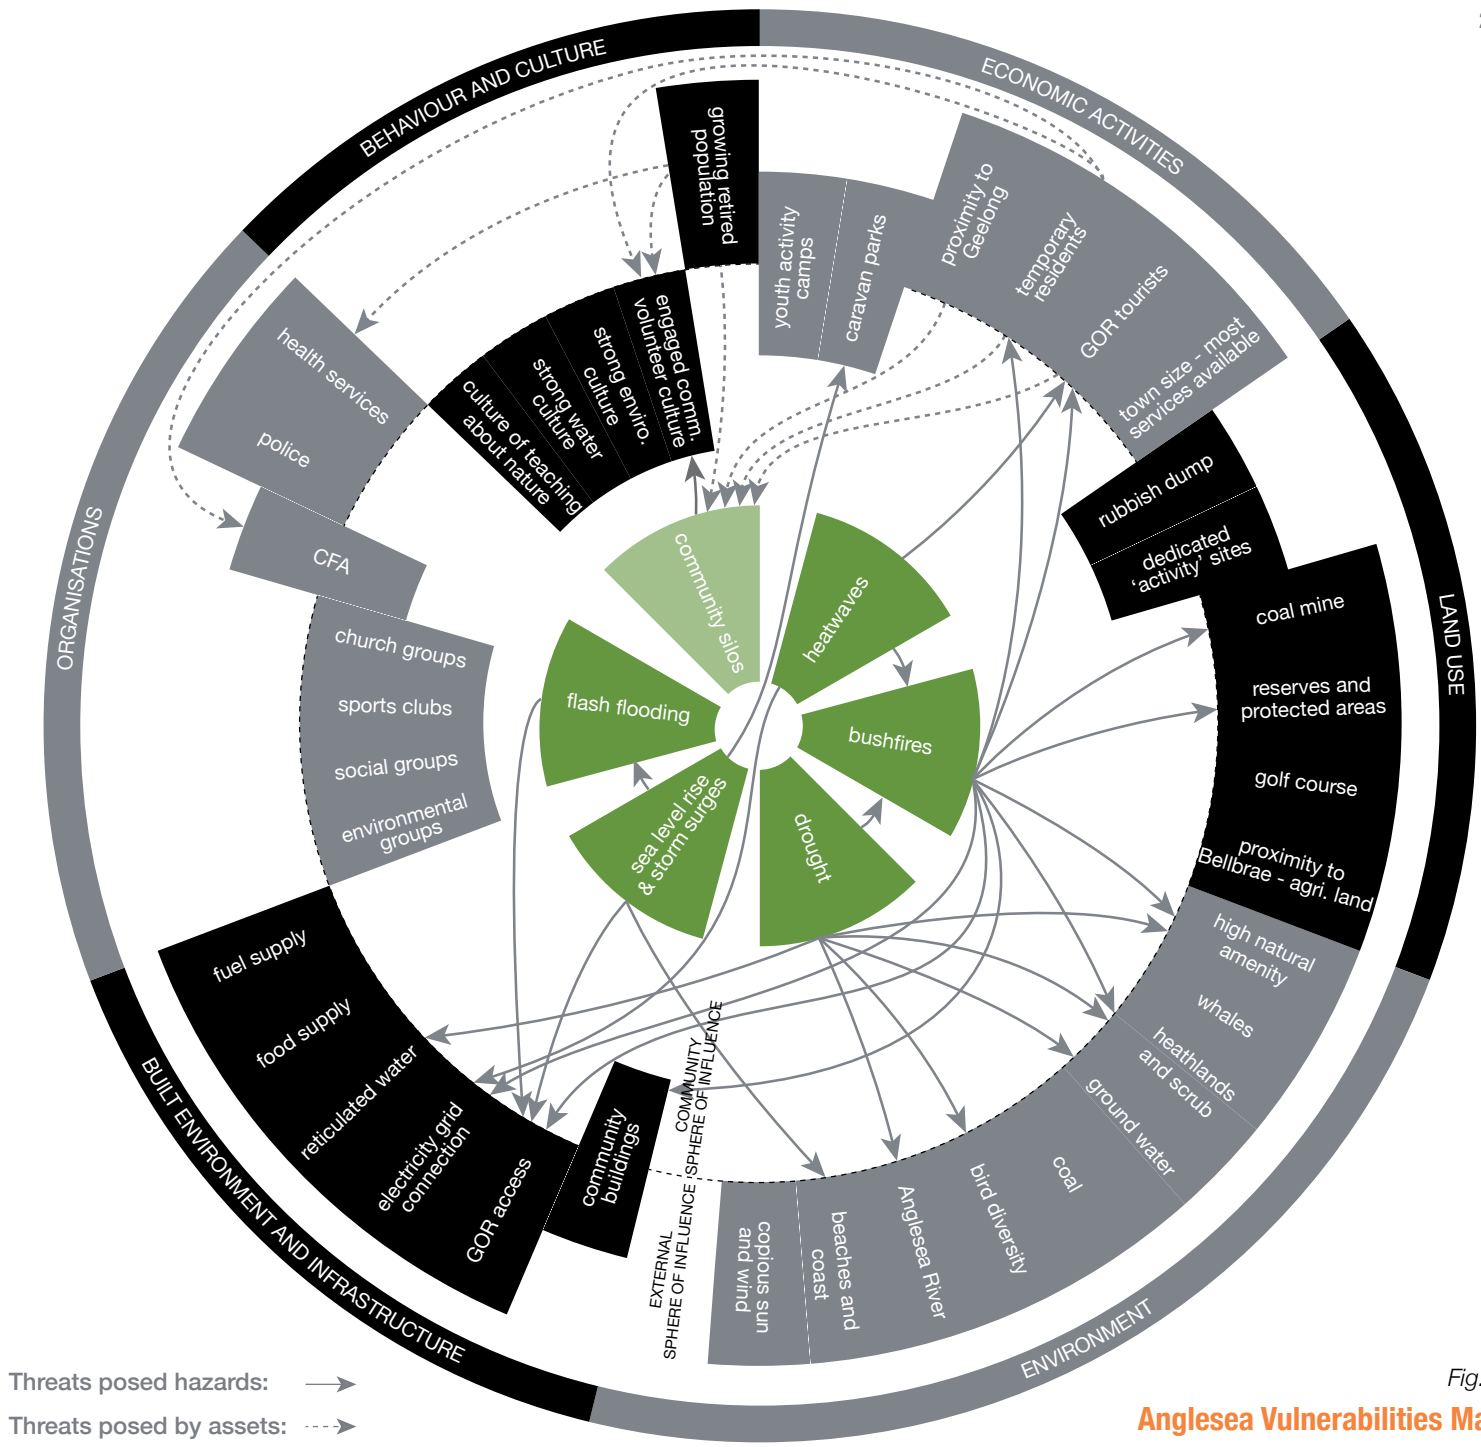 BEHAVIOUR AND CULTURE
ECONOMIC ACTIVITIES
LAND USE
ENVIRONMENT
BUILT ENVIRONMENT AND INFRASTRUCTURE
ORGANISATIONS
growing retired
population
engaged comm.
volunteer culture
strong enviro.
culture
strong water
culture
culture of teaching
about nature
youth activity
camps
caravan parks
proximity to
Geelong
temporary
residents
GOR tourists
town size - most
services available
rubbish dump
dedicated
'activity' sites
coal mine
reserves and
protected areas
golf course
proximity to
Bellbrae - agri. land
high natural
amenity
whales
heathlands
and scrub
ground water
coal
bird diversity
Anglesea River
beaches and
coast
copious sun
and wind
COMMUNITY
SPHERE OF INFLUENCE
EXTERNAL
SPHERE OF INFLUENCE
community
buildings
GOR access
electricity grid
connection
reticulated water
food supply
fuel supply
environmental
groups
social groups
sports clubs
church groups
CFA
police
health services
community silos
heatwaves
bushfires
drought
sea level rise
& storm surges
flash flooding
Threats posed hazards:
Threats posed by assets:
Fig.
Anglesea Vulnerabilities Ma